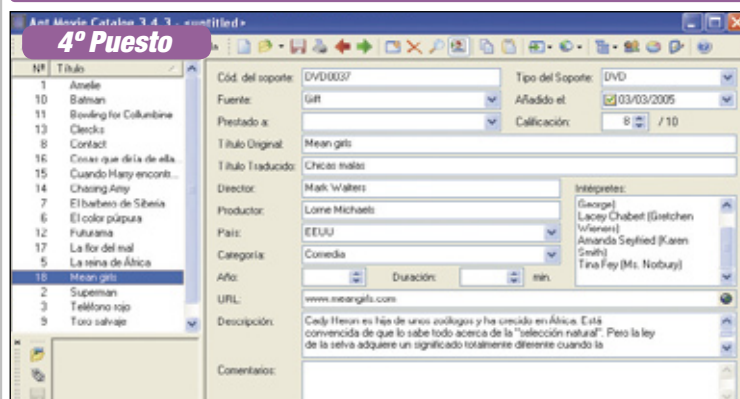 Ant Movie Catalog 3.4.3 - <untitled>
4º Puesto
Nº Título
1 Amelie
10 Batman
11 Bowling for Collumbine
13 Clercks
8 Contact
16 Cosas que diría de ella...
15 Cuando Harry encontr...
14 Chasing Amy
7 El barbero de Siberia
6 El color púrpura
12 Futurama
17 La flor del mal
5 La reina de África
18 Mean girls
2 Superman
3 Teléfono rojo
9 Toro salvaje
Cód. del soporte: DVD0037 Tipo del Soporte: DVD
Fuente: Gift Añadido el: 03/03/2005
Prestado a: Calificación: 8 / 10
Título Original: Mean girls
Título Traducido: Chicas malas
Director: Mark Walters Intérpretes:
Productor: Lorne Michaels
País: EEUU
Categoría: Comedia
George)
Lacey Chabert (Gretchen
Wieners)
Amanda Seyfried (Karen
Smith)
Tina Fey (Ms. Norbury)
Año: Duración: min.
URL: www.meangirls.com
Descripción: Cady Heron es hija de unos zoólogos y ha crecido en África. Está
convencida de que lo sabe todo acerca de la "selección natural". Pero la ley
de la selva adquiere un significado totalmente diferente cuando la
Comentarios: